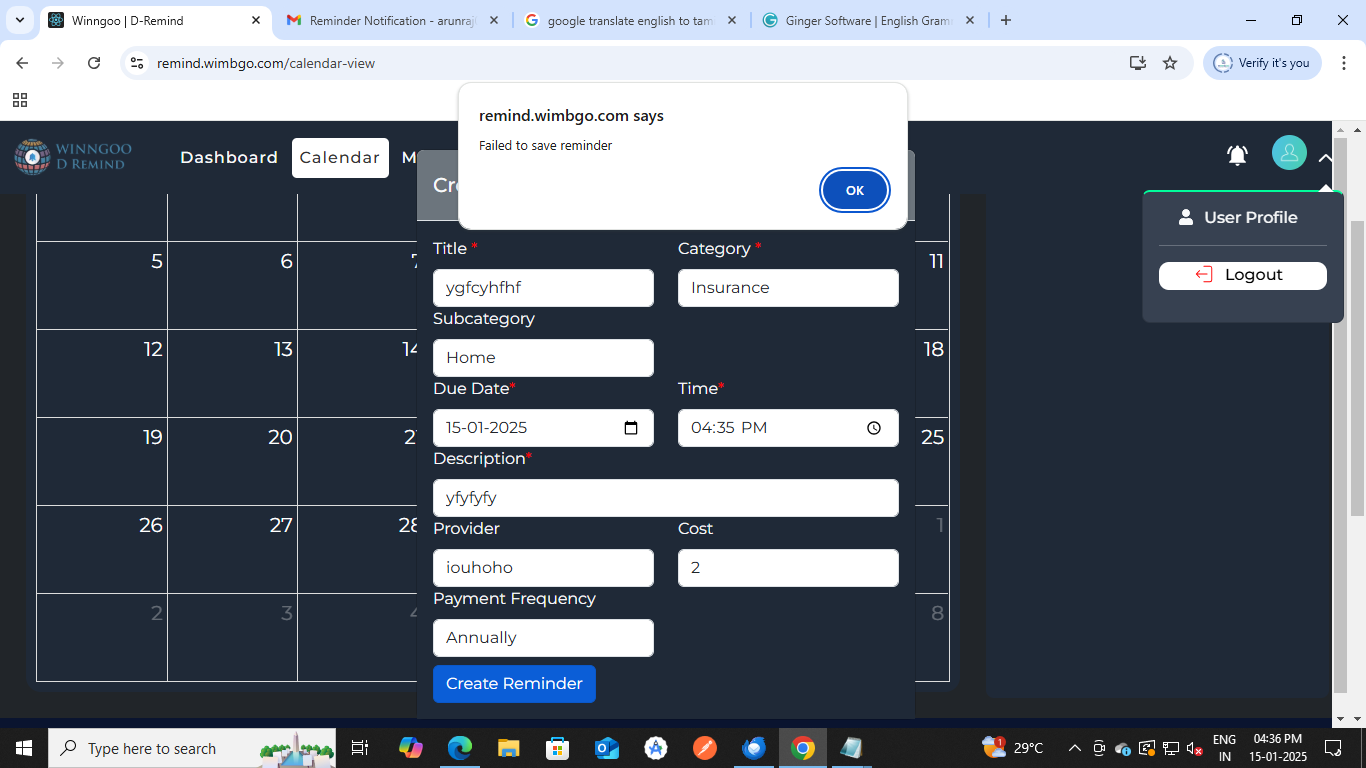 Winngoo | D-Remind
Reminder Notification - arunraj
google translate english to tam
Ginger Software | English Gram
remind.wimbgo.com/calendar-view
Verify it's you
remind.wimbgo.com says
Failed to save reminder
OK
WINNGOO
D REMIND
Dashboard
Calendar
M
Cre
User Profile
Logout
5 6 7 11
12 13 14 18
19 20 21 25
26 27 28 1
2 3 4 8
Title * Category *
ygfcyhfhf Insurance
Subcategory
Home
Due Date* Time*
15-01-2025 04:35 PM
Description*
yfyfyfy
Provider Cost
iouhoho 2
Payment Frequency
Annually
Create Reminder
Type here to search
1
29°C
ENG
IN
04:36 PM
15-01-2025